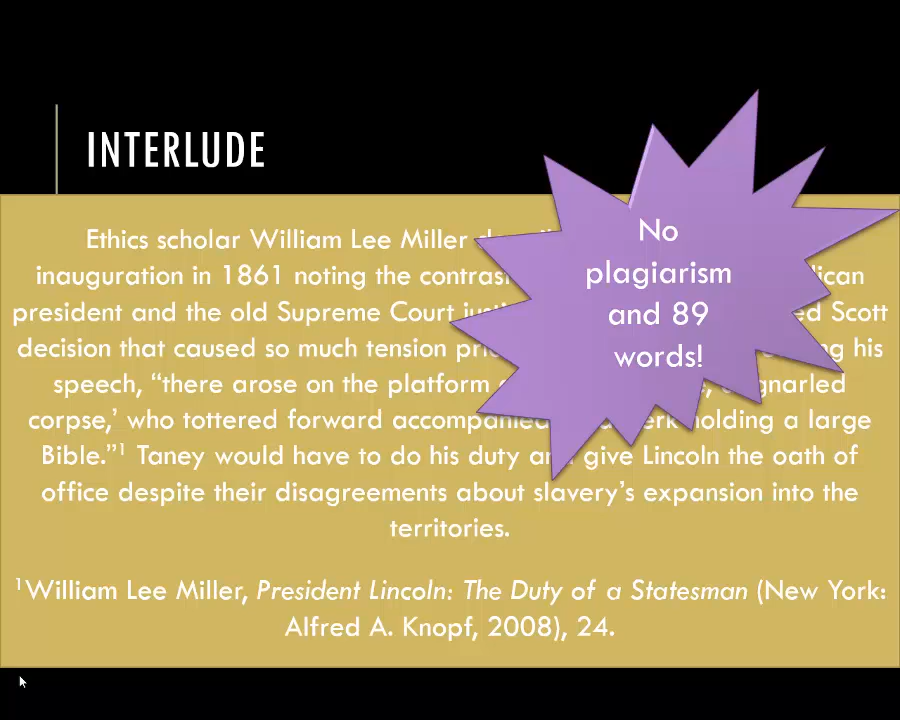 INTERLUDE
Ethics scholar William Lee Miller
inauguration in 1861 noting the
president and the old Supreme Court Scott
decision that caused so much tension his
speech, “there arose on the platform gnarled
corpse,’ who tottered forward holding a large
Bible.”¹ Taney would have to do his duty give Lincoln the oath of
office despite their disagreements about slavery’s expansion into the
territories.
¹William Lee Miller, President Lincoln: The Duty of a Statesman (New York:
Alfred A. Knopf, 2008), 24.
No
plagiarism
and 89
words!